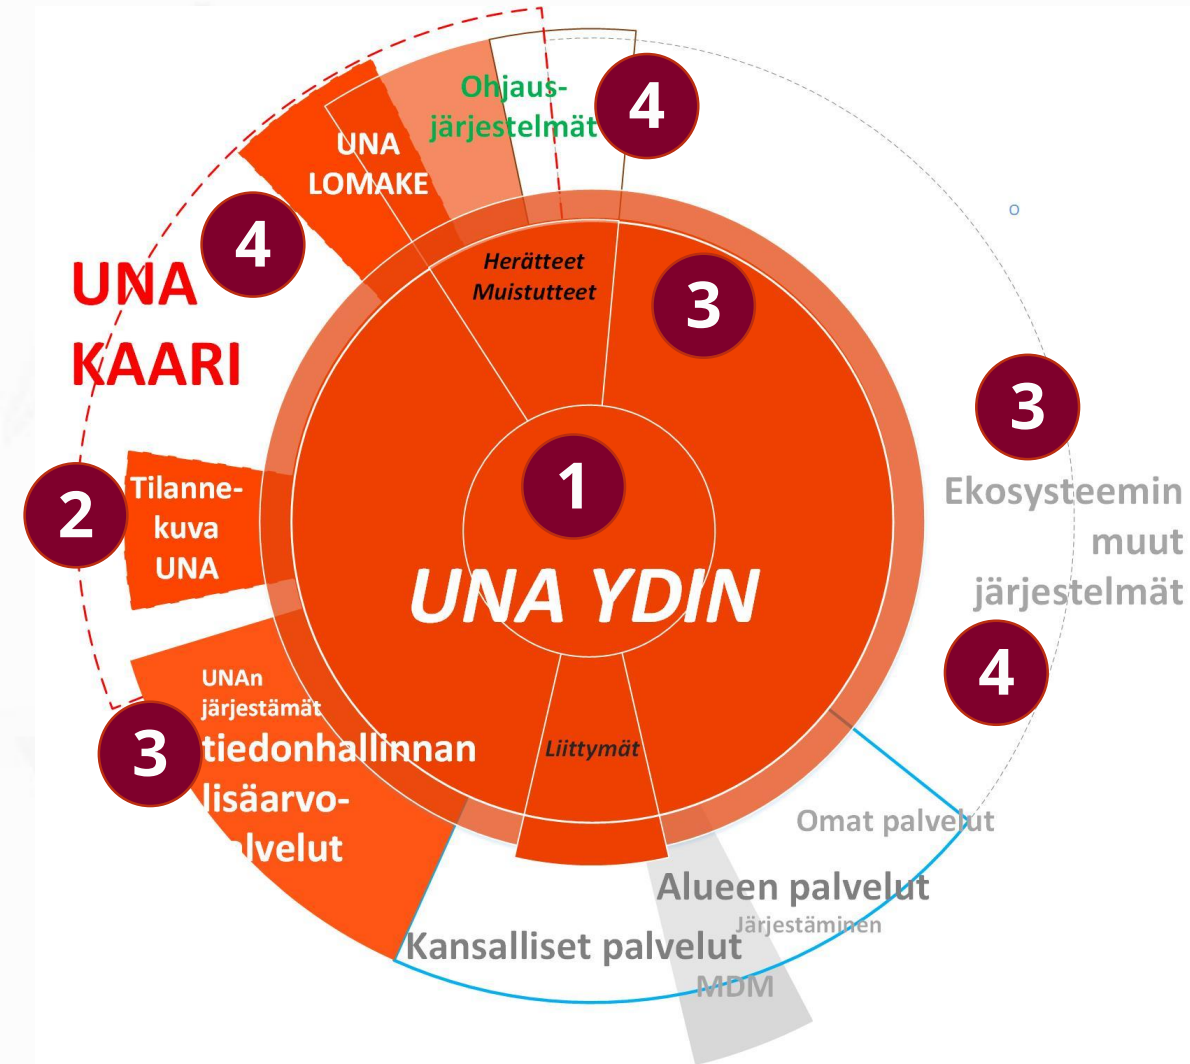 Ohjaus-
järjestelmät
4
UNA
LOMAKE
4
UNA
KAARI
Herätteet
Muistutteet
3
3
Ekosysteemin
muut
järjestelmät
4
1
UNA YDIN
2
Tilanne-
kuva
UNA
3
UNAn
järjestämät
tiedonhallinnan
lisäarvo-
alvelut
Liittymät
Omat palvelut
Alueen palvelut
Järjestäminen
Kansalliset palvelut
MDM